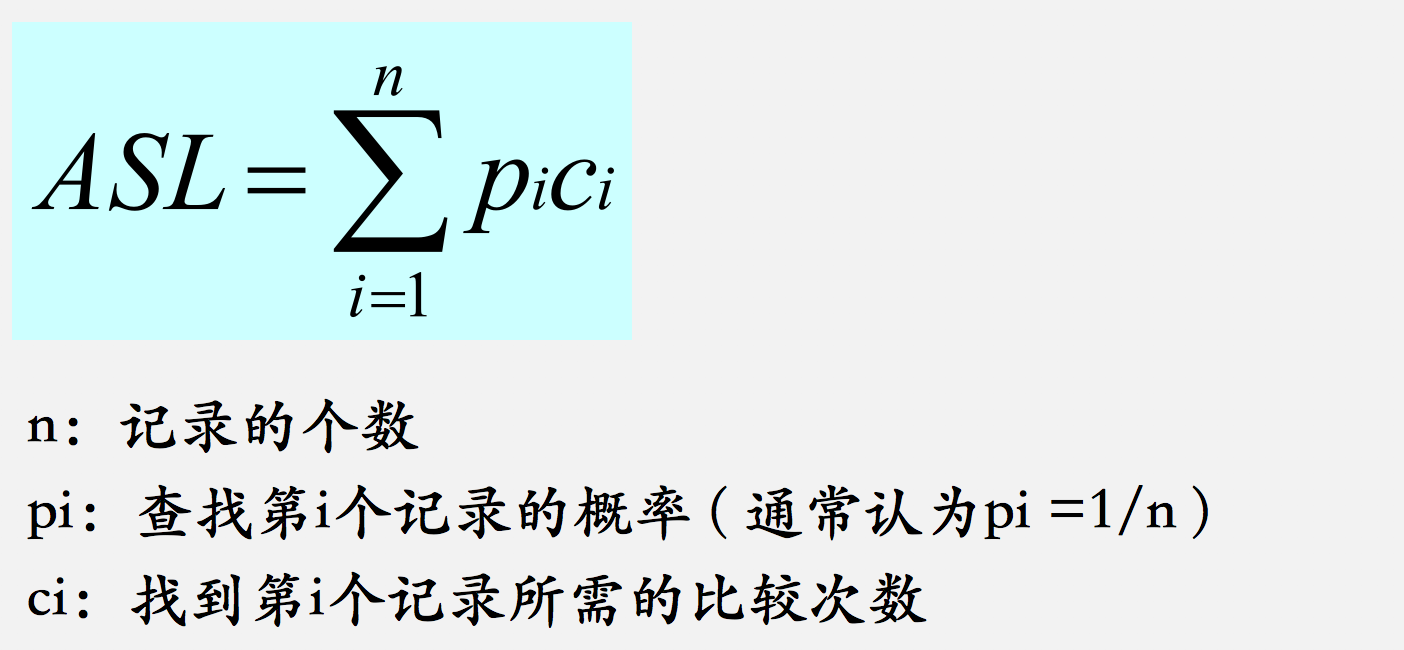 ASL = \sum_{i=1}^{n} p_i c_i
n：记录的个数
pi：查找第i个记录的概率（通常认为pi =1/n）
ci：找到第i个记录所需的比较次数